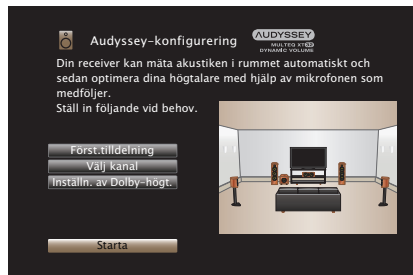 Audyssey-konfigurering
AUDYSSEY
MULTEQ XT32
DYNAMIC VOLUME
Din receiver kan mäta akustiken i rummet automatiskt och
sedan optimera dina högtalare med hjälp av mikrofonen som
medföljer.
Ställ in följande vid behov.
Först.tilldelning
Välj kanal
Inställn. av Dolby-högt.
Starta